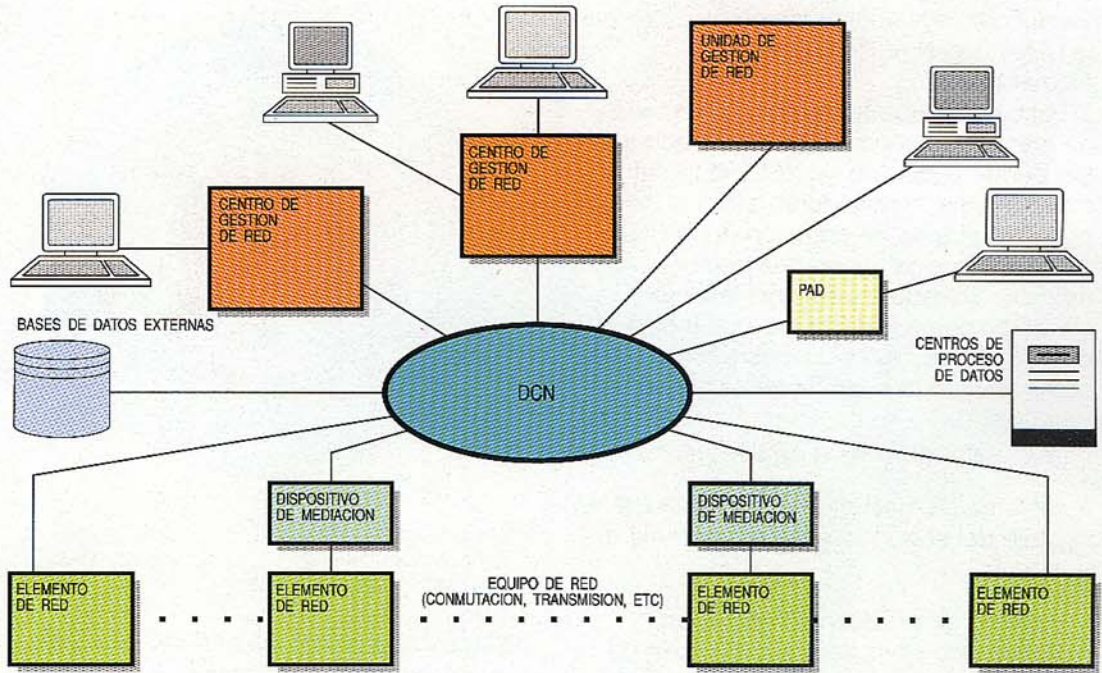 UNIDAD DE
GESTION
DE RED
CENTRO DE
GESTION
DE RED
CENTRO DE
GESTION
DE RED
PAD
BASES DE DATOS EXTERNAS
CENTROS DE
PROCESO
DE DATOS
DCN
DISPOSITIVO
DE MEDIACION
DISPOSITIVO
DE MEDIACION
ELEMENTO
DE RED
ELEMENTO
DE RED
EQUIPO DE RED
(CONMUTACION, TRANSMISION, ETC)
ELEMENTO
DE RED
ELEMENTO
DE RED